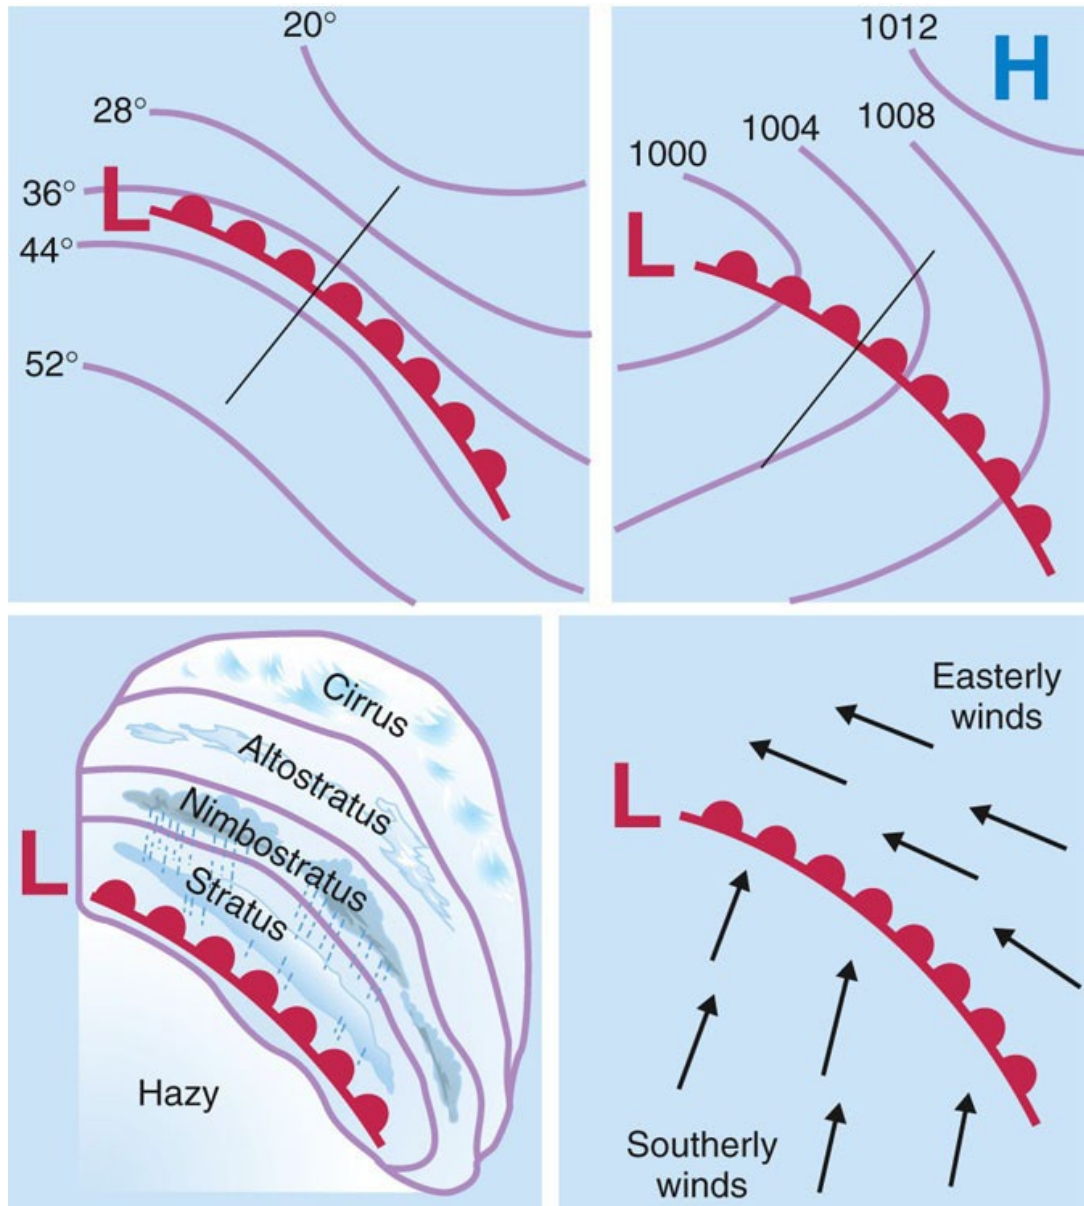 20°
28°
36°
L
44°
52°
1012
H
1008
1004
1000
L
Cirrus
Altostratus
Nimbostratus
Stratus
L
Hazy
Easterly
winds
L
Southerly
winds